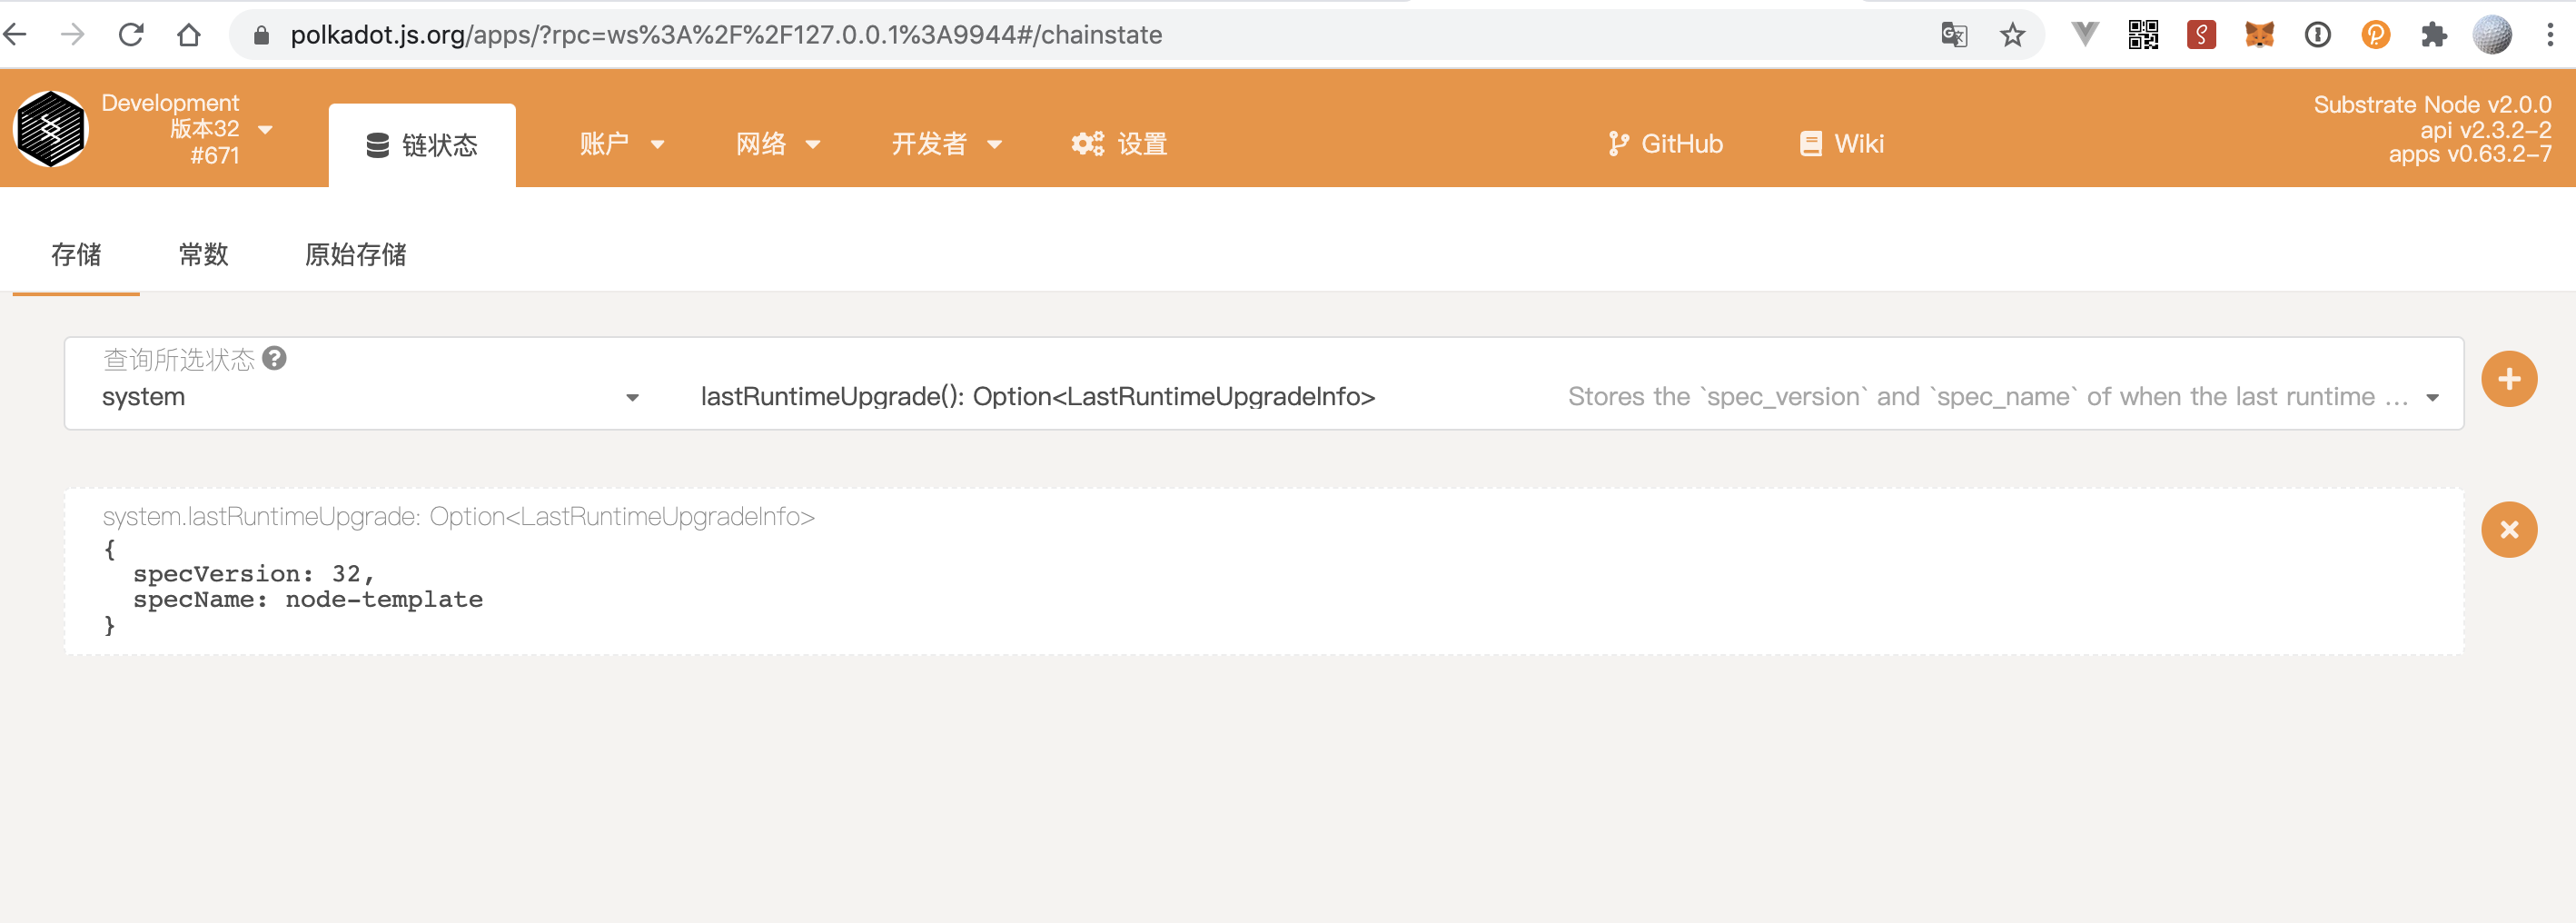 polkadot.js.org/apps/?rpc=ws%3A%2F%2F127.0.0.1%3A9944#/chainstate
Development
版本32
#671
链状态
账户
网络
开发者
设置
GitHub
Wiki
Substrate Node v2.0.0
api v2.3.2-2
apps v0.63.2-7
存储
常数
原始存储
查询所选状态
system
lastRuntimeUpgrade(): Option<LastRuntimeUpgradeInfo>
Stores the `spec_version` and `spec_name` of when the last runtime ...
system.lastRuntimeUpgrade: Option<LastRuntimeUpgradeInfo>
{
specVersion: 32,
specName: node-template
}